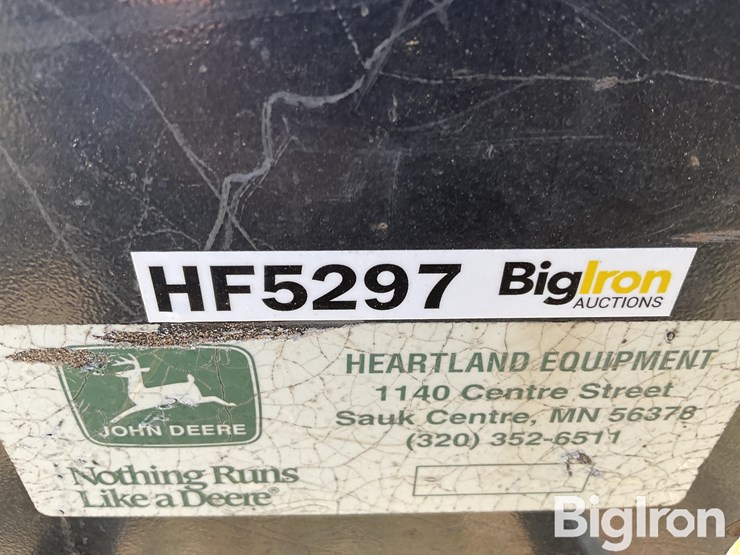 HF5297 BigIron
AUCTIONS
HEARTLAND EQUIPMENT
1140 Centre Street
Sauk Centre, MN 56378
(320) 352-6511
JOHN DEERE
Nothing Runs
Like a Deere®
BigIron